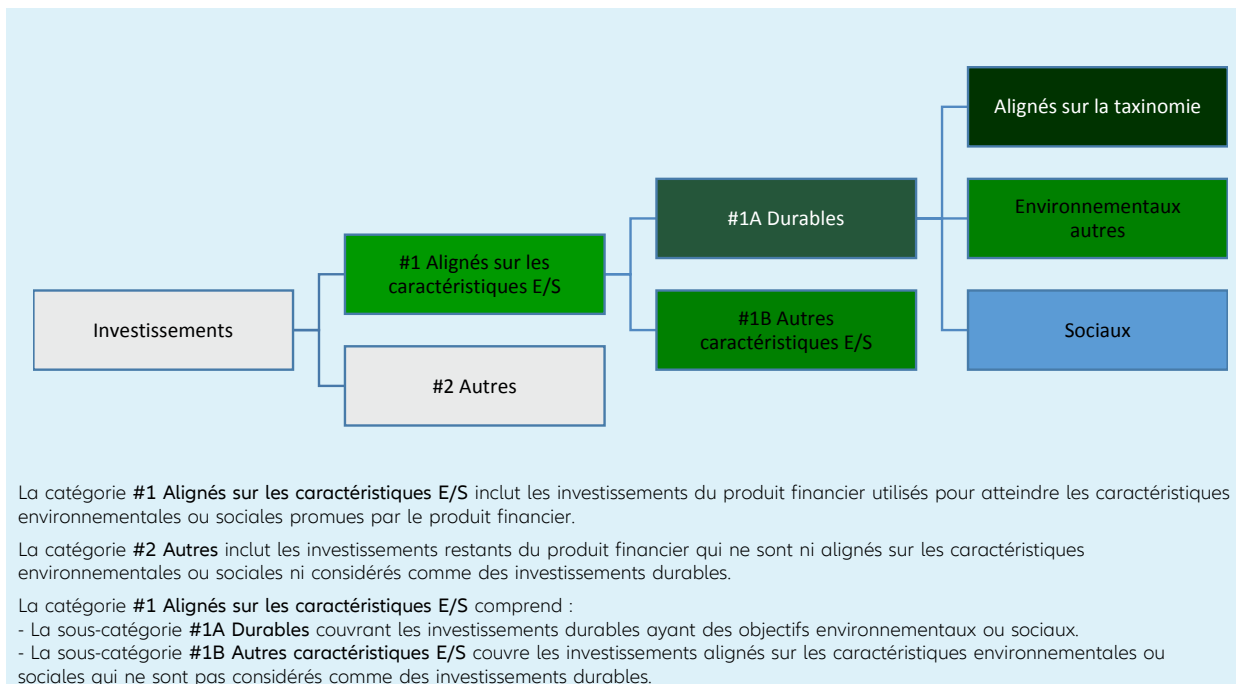 Alignés sur la taxinomie
#1A Durables
Environnementaux
autres
#1 Alignés sur les
caractéristiques E/S
Investissements
#1B Autres
caractéristiques E/S
Sociaux
#2 Autres
La catégorie #1 Alignés sur les caractéristiques E/S inclut les investissements du produit financier utilisés pour atteindre les caractéristiques
environnementales ou sociales promues par le produit financier.
La catégorie #2 Autres inclut les investissements restants du produit financier qui ne sont ni alignés sur les caractéristiques
environnementales ou sociales ni considérés comme des investissements durables.
La catégorie #1 Alignés sur les caractéristiques E/S comprend :
- La sous-catégorie #1A Durables couvrant les investissements durables ayant des objectifs environnementaux ou sociaux.
- La sous-catégorie #1B Autres caractéristiques E/S couvre les investissements alignés sur les caractéristiques environnementales ou
sociales qui ne sont pas considérés comme des investissements durables.